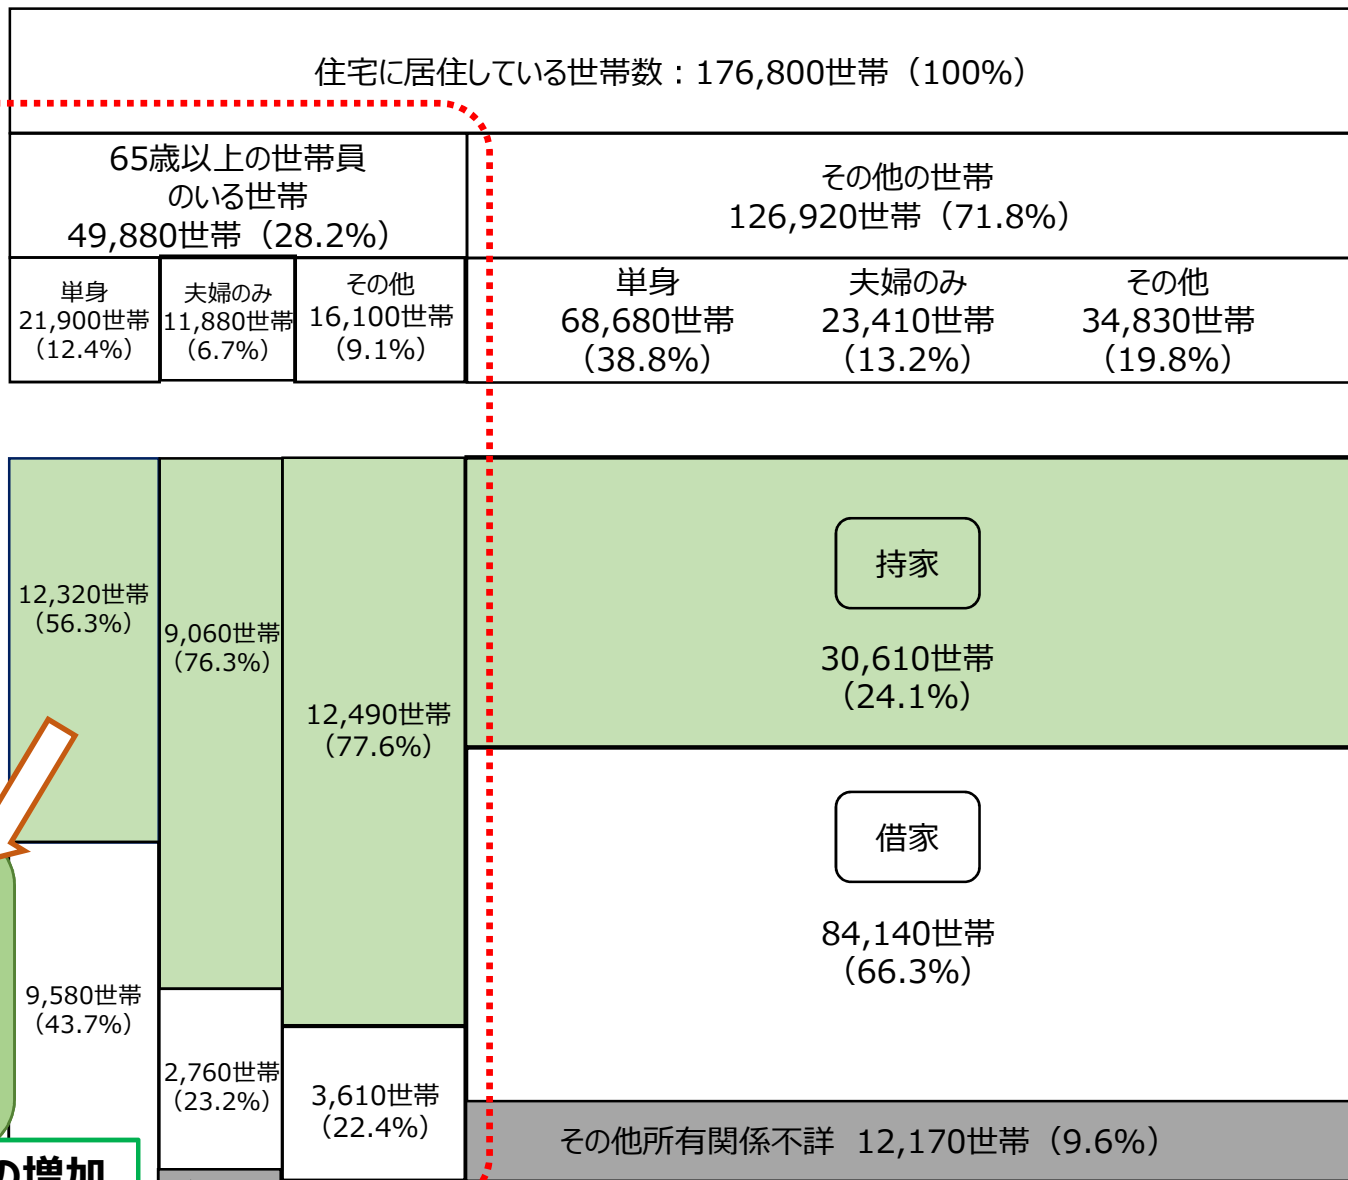 住宅に居住している世帯数：176,800世帯（100%）
65歳以上の世帯員
のいる世帯
49,880世帯（28.2%）
その他の世帯
126,920世帯（71.8%）
単身
21,900世帯
（12.4%）
夫婦のみ
11,880世帯
（6.7%）
その他
16,100世帯
（9.1%）
単身
68,680世帯
（38.8%）
夫婦のみ
23,410世帯
（13.2%）
その他
34,830世帯
（19.8%）
12,320世帯
（56.3%）
9,060世帯
（76.3%）
12,490世帯
（77.6%）
持家
30,610世帯
（24.1%）
借家
84,140世帯
（66.3%）
9,580世帯
（43.7%）
2,760世帯
（23.2%）
3,610世帯
（22.4%）
その他所有関係不詳 12,170世帯（9.6%）
の増加